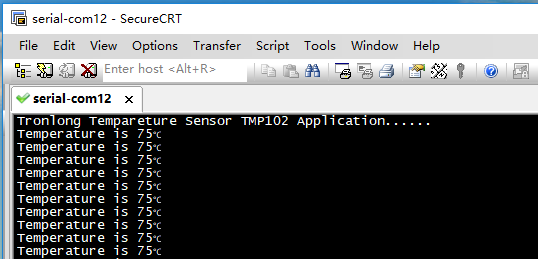 serial-com12 - SecureCRT
File Edit View Options Transfer Script Tools Window Help
Enter host <Alt+R>
serial-com12
Tronlong Tempareture Sensor TMP102 Application......
Temperature is 75℃
Temperature is 75℃
Temperature is 75℃
Temperature is 75℃
Temperature is 75℃
Temperature is 75℃
Temperature is 75℃
Temperature is 75℃
Temperature is 75℃
Temperature is 75℃